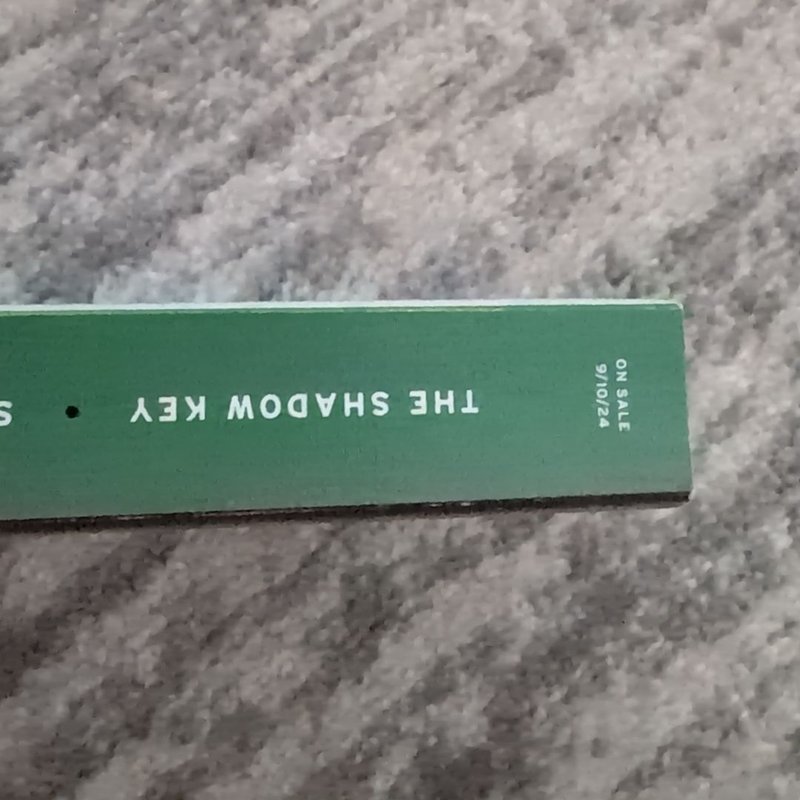 ON SALE
9/10/24
THE SHADOW KEY • S